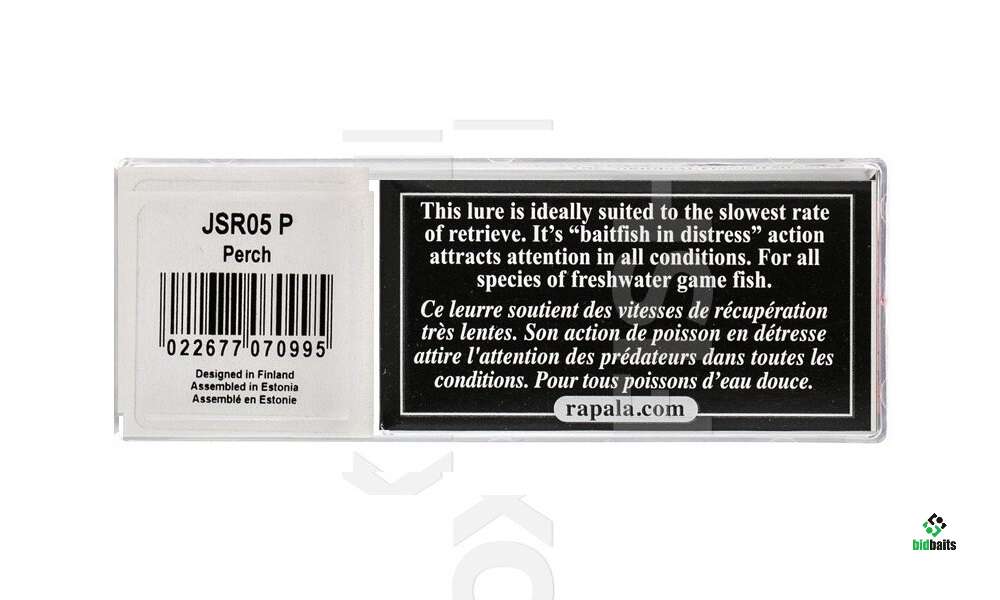 JSR05 P
Perch
022677 070995
Designed in Finland
Assembled in Estonia
Assemblé en Estonie
This lure is ideally suited to the slowest rate
of retrieve. It’s “baitfish in distress” action
attracts attention in all conditions. For all
species of freshwater game fish.
Ce leurre soutient des vitesses de récupération
très lentes. Son action de poisson en détresse
attire l'attention des prédateurs dans toutes les
conditions. Pour tous poissons d’eau douce.
rapala.com
bidbaits